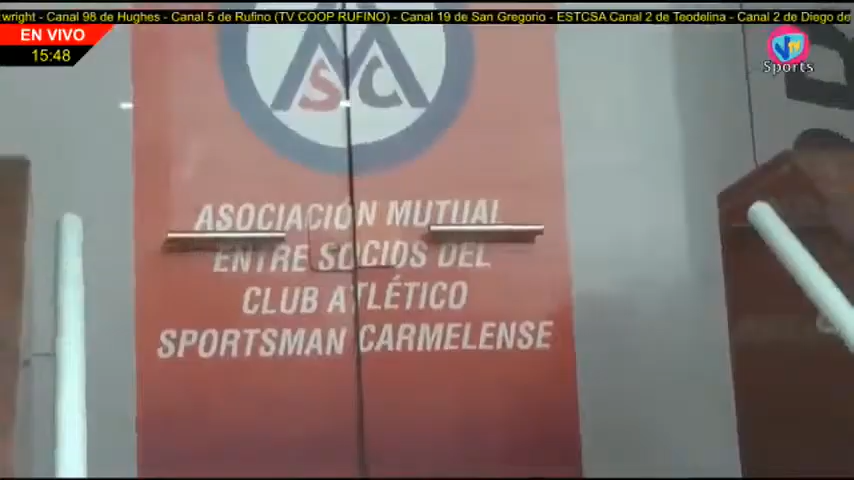 wright - Canal 98 de Hughes - Canal 5 de Rufino (TV COOP RUFINO) - Canal 19 de San Gregorio - ESTCSA Canal 2 de Teodelina - Canal 2 de Diego de
EN VIVO
15:48
Sports
SC
ASOCIACIÓN MUTUAL
ENTRE SOCIOS DEL
CLUB ATLÉTICO
SPORTSMAN CARMELENSE